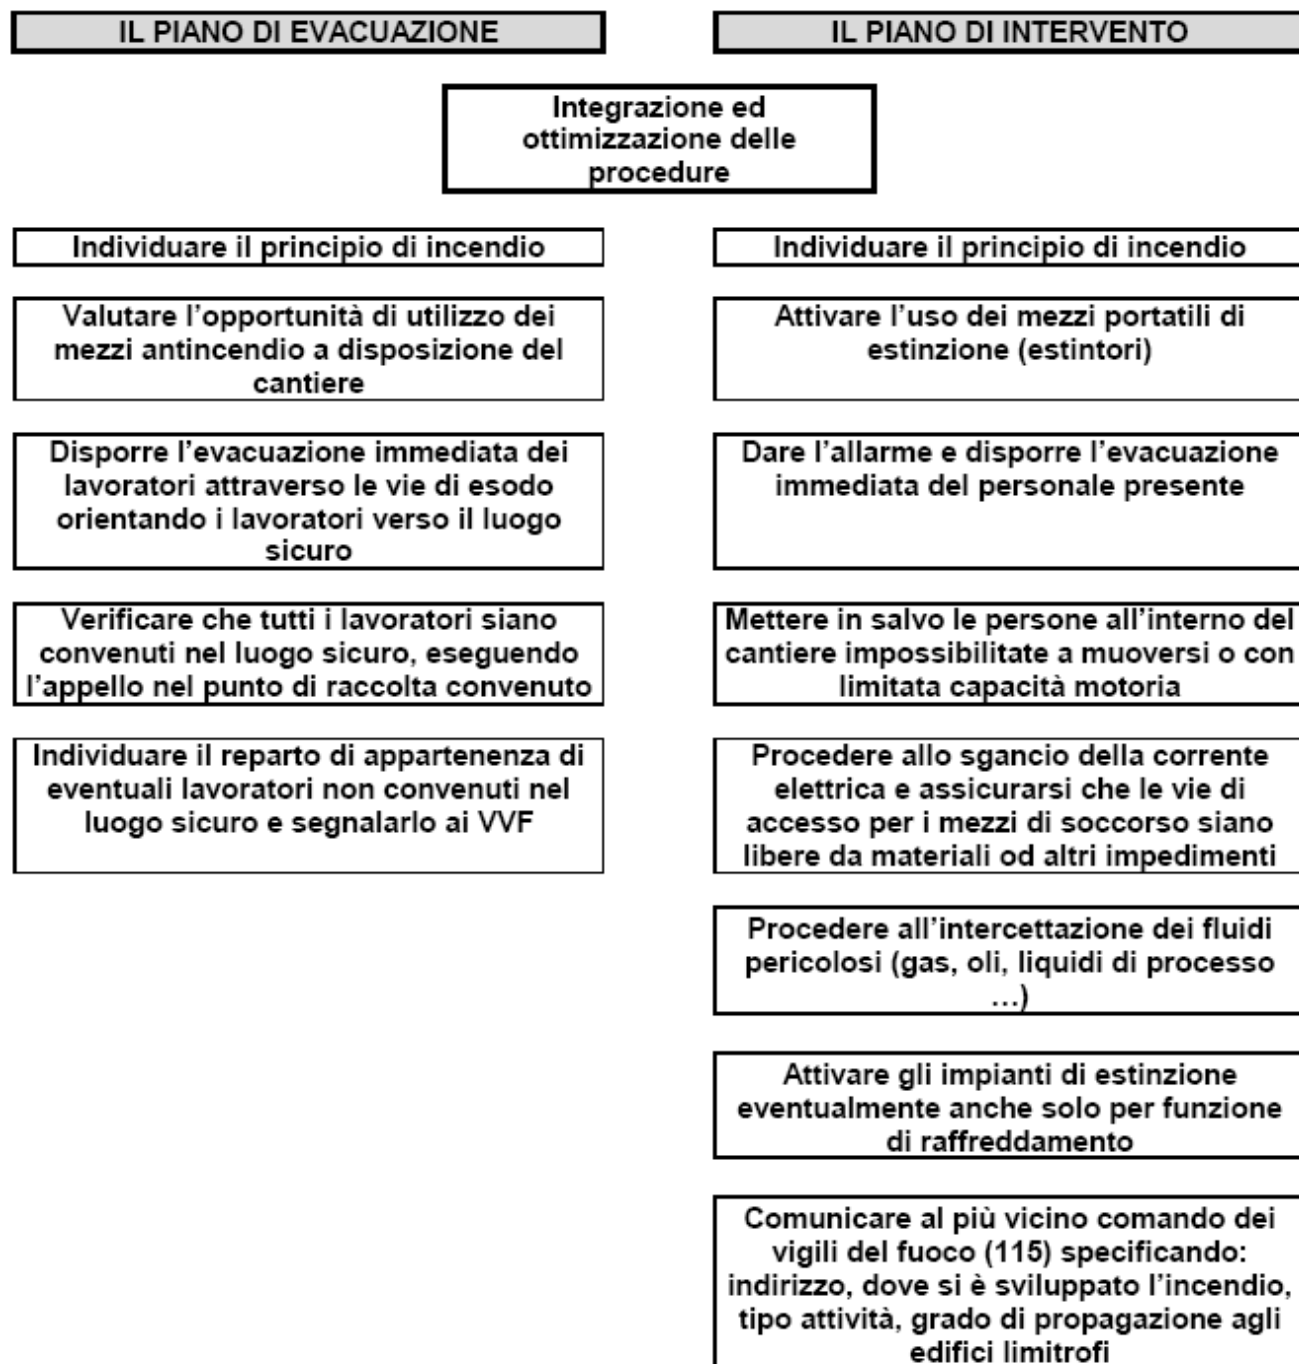 IL PIANO DI EVACUAZIONE
IL PIANO DI INTERVENTO
Integrazione ed
ottimizzazione delle
procedure
Individuare il principio di incendio
Valutare l’opportunità di utilizzo dei
mezzi antincendio a disposizione del
cantiere
Disporre l’evacuazione immediata dei
lavoratori attraverso le vie di esodo
orientando i lavoratori verso il luogo
sicuro
Verificare che tutti i lavoratori siano
convenuti nel luogo sicuro, eseguendo
l’appello nel punto di raccolta convenuto
Individuare il reparto di appartenenza di
eventuali lavoratori non convenuti nel
luogo sicuro e segnalarlo ai VVF
Individuare il principio di incendio
Attivare l’uso dei mezzi portatili di
estinzione (estintori)
Dare l’allarme e disporre l’evacuazione
immediata del personale presente
Mettere in salvo le persone all’interno del
cantiere impossibilitate a muoversi o con
limitata capacità motoria
Procedere allo sgancio della corrente
elettrica e assicurarsi che le vie di
accesso per i mezzi di soccorso siano
libere da materiali od altri impedimenti
Procedere all’intercettazione dei fluidi
pericolosi (gas, oli, liquidi di processo
…)
Attivare gli impianti di estinzione
eventualmente anche solo per funzione
di raffreddamento
Comunicare al più vicino comando dei
vigili del fuoco (115) specificando:
indirizzo, dove si è sviluppato l’incendio,
tipo attività, grado di propagazione agli
edifici limitrofi